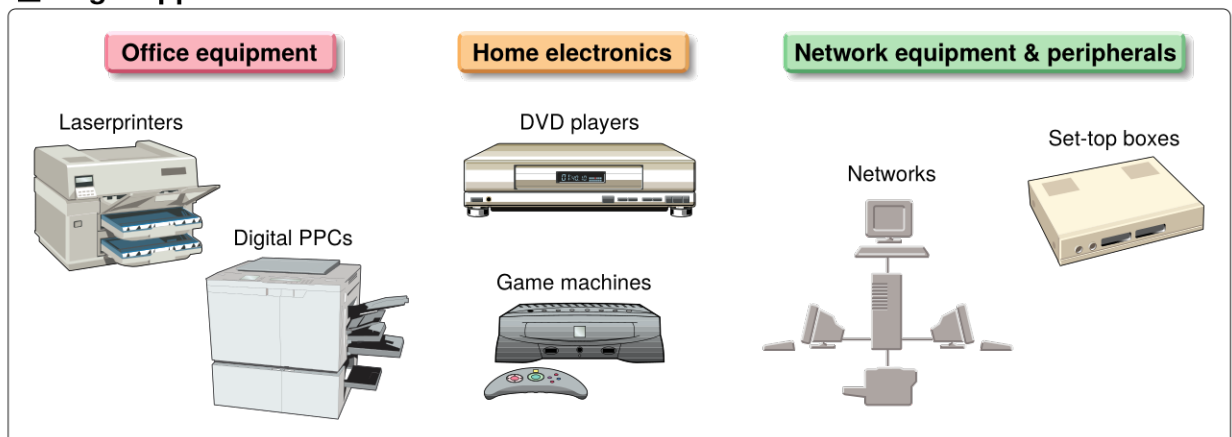 Office equipment
Home electronics
Network equipment & peripherals
Laserprinters
DVD players
Set-top boxes
Networks
Digital PPCs
Game machines